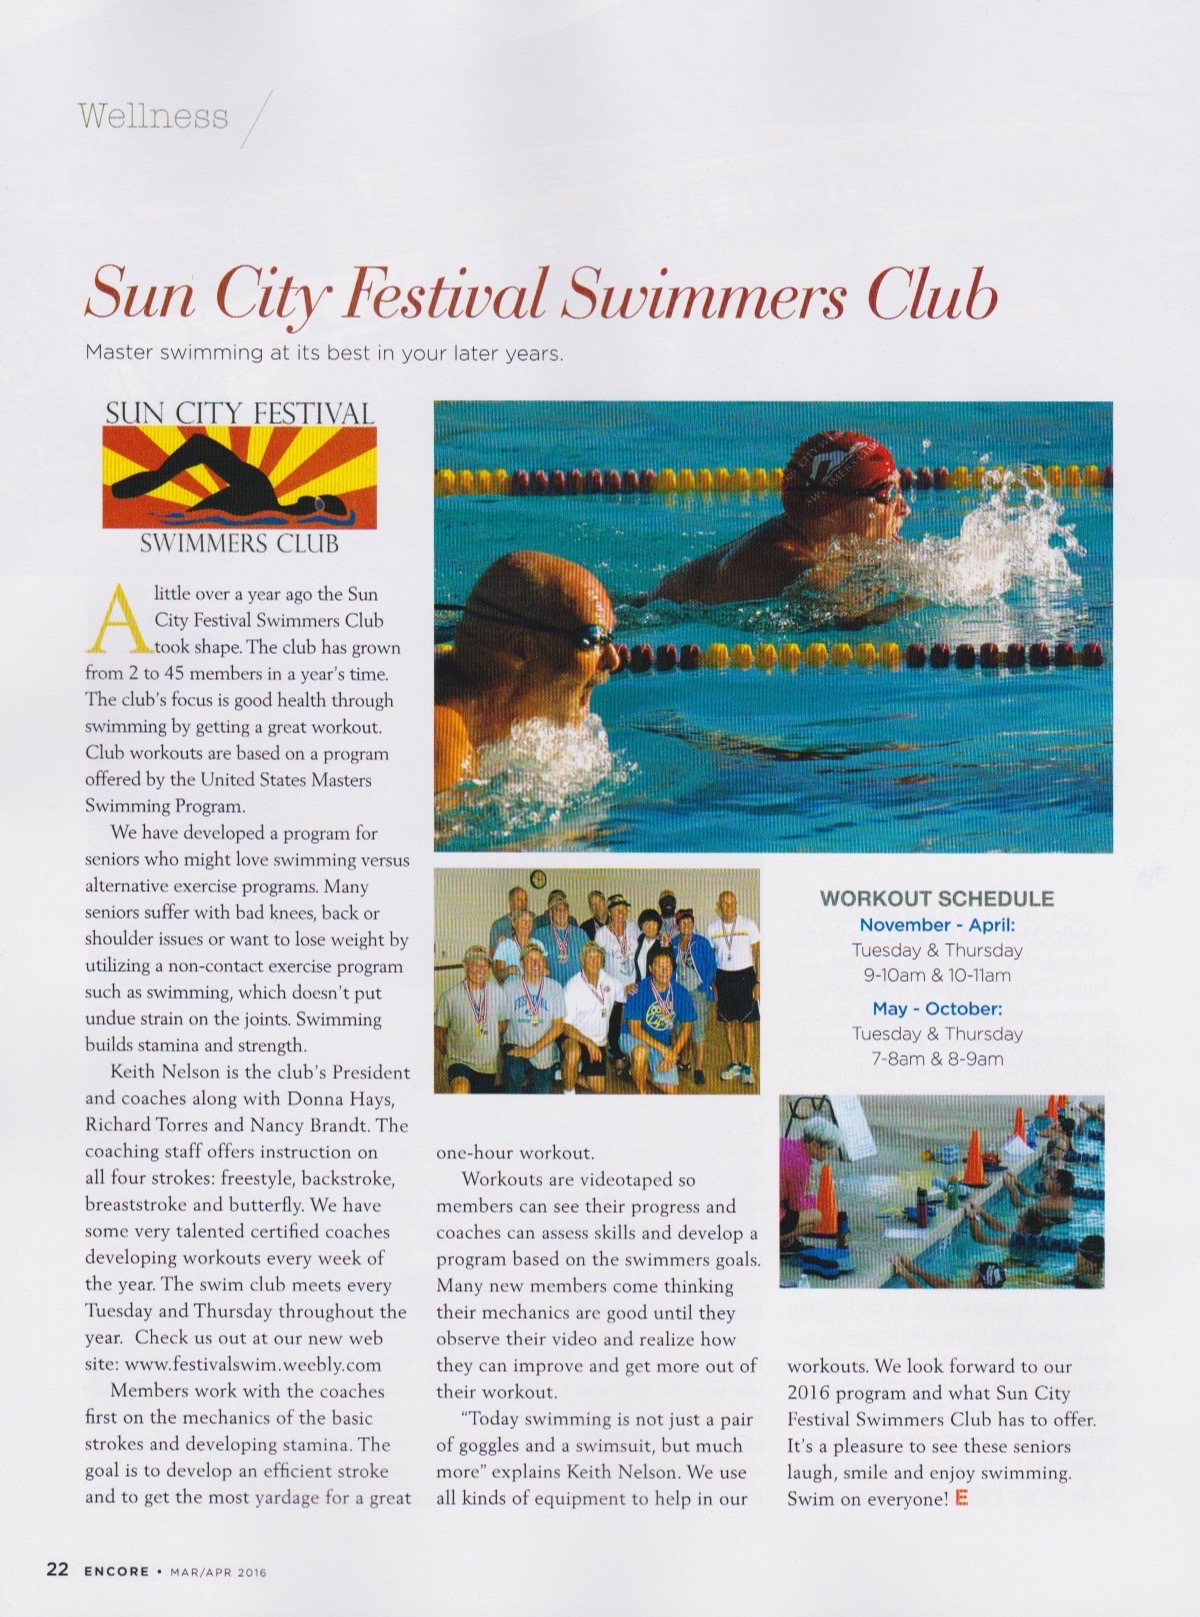 Wellness
Sun City Festival Swimmers Club
Master swimming at its best in your later years.
SUN CITY FESTIVAL
SWIMMERS CLUB
A little over a year ago the Sun
City Festival Swimmers Club
took shape. The club has grown
from 2 to 45 members in a year's time.
The club's focus is good health through
swimming by getting a great workout.
Club workouts are based on a program
offered by the United States Masters
Swimming Program.
We have developed a program for
seniors who might love swimming versus
alternative exercise programs. Many
seniors suffer with bad knees, back or
shoulder issues or want to lose weight by
utilizing a non-contact exercise program
such as swimming, which doesn't put
undue strain on the joints. Swimming
builds stamina and strength.
Keith Nelson is the club's President
and coaches along with Donna Hays,
Richard Torres and Nancy Brandt. The
coaching staff offers instruction on
all four strokes: freestyle, backstroke,
breaststroke and butterfly. We have
some very talented certified coaches
developing workouts every week of
the year. The swim club meets every
Tuesday and Thursday throughout the
year. Check us out at our new web
site: www.festivalswim.weebly.com
Members work with the coaches
first on the mechanics of the basic
strokes and developing stamina. The
goal is to develop an efficient stroke
and to get the most yardage for a great
one-hour workout.
Workouts are videotaped so
members can see their progress and
coaches can assess skills and develop a
program based on the swimmers goals.
Many new members come thinking
their mechanics are good until they
observe their video and realize how
they can improve and get more out of
their workout.
“Today swimming is not just a pair
of goggles and a swimsuit, but much
more” explains Keith Nelson. We use
all kinds of equipment to help in our
WORKOUT SCHEDULE
November - April:
Tuesday & Thursday
9-10am & 10-11am
May - October:
Tuesday & Thursday
7-8am & 8-9am
workouts. We look forward to our
2016 program and what Sun City
Festival Swimmers Club has to offer.
It's a pleasure to see these seniors
laugh, smile and enjoy swimming.
Swim on everyone! E
22 ENCORE • MAR/APR 2016